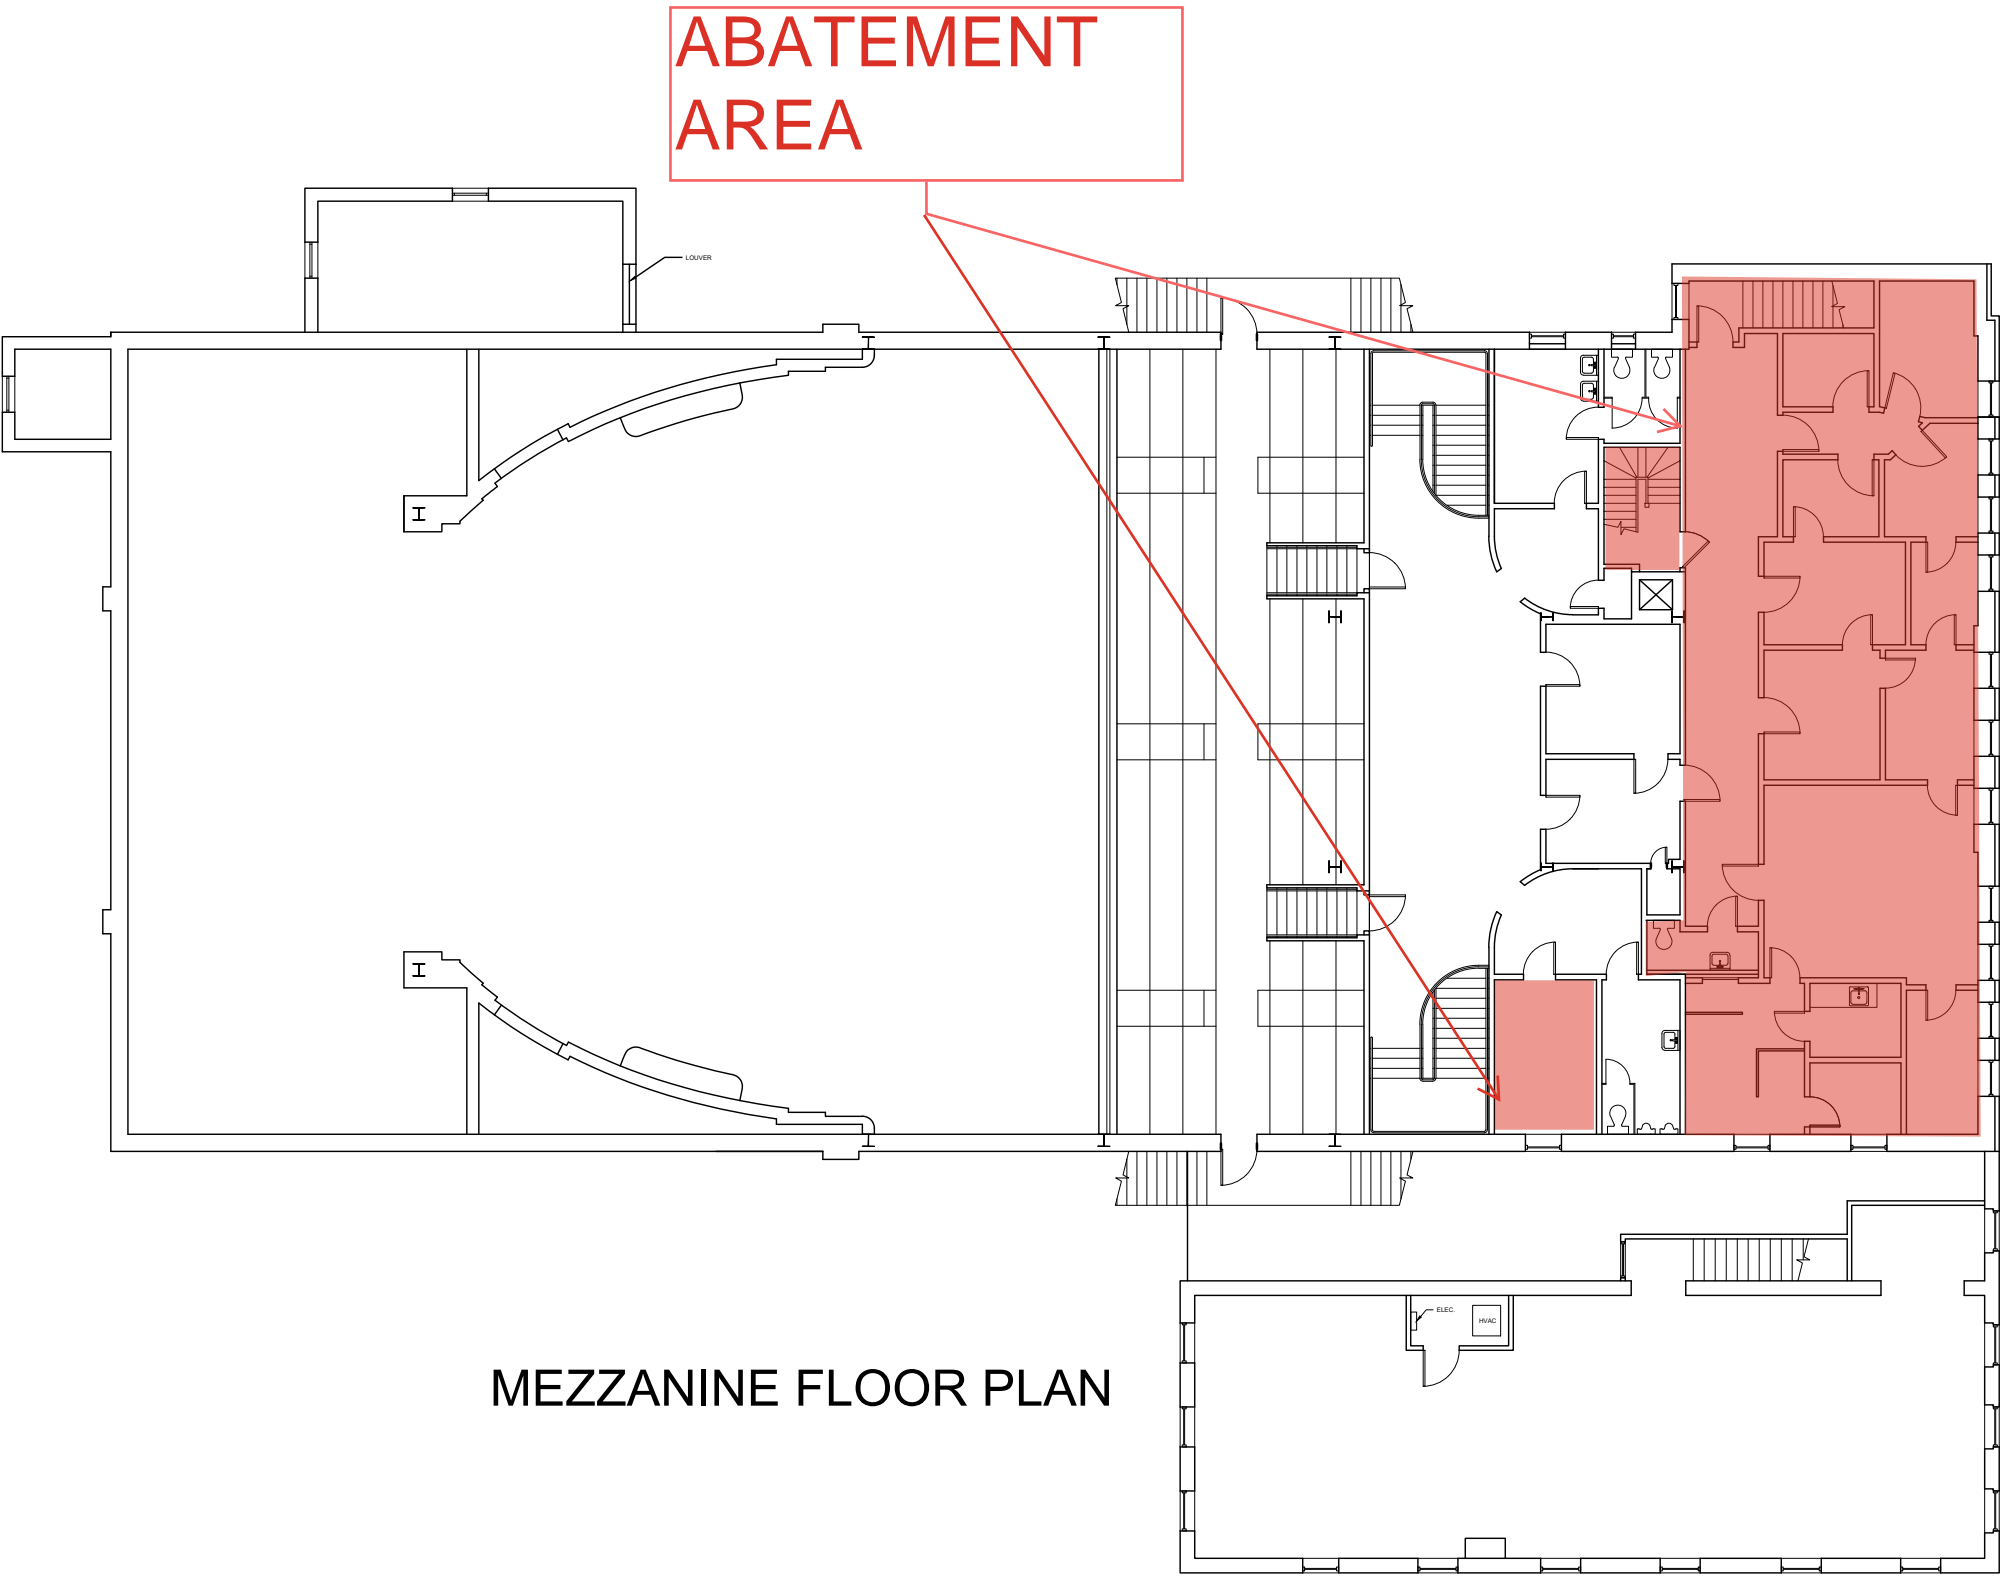 ABATEMENT
AREA
LOUVER
ELEC.
HVAC
MEZZANINE FLOOR PLAN